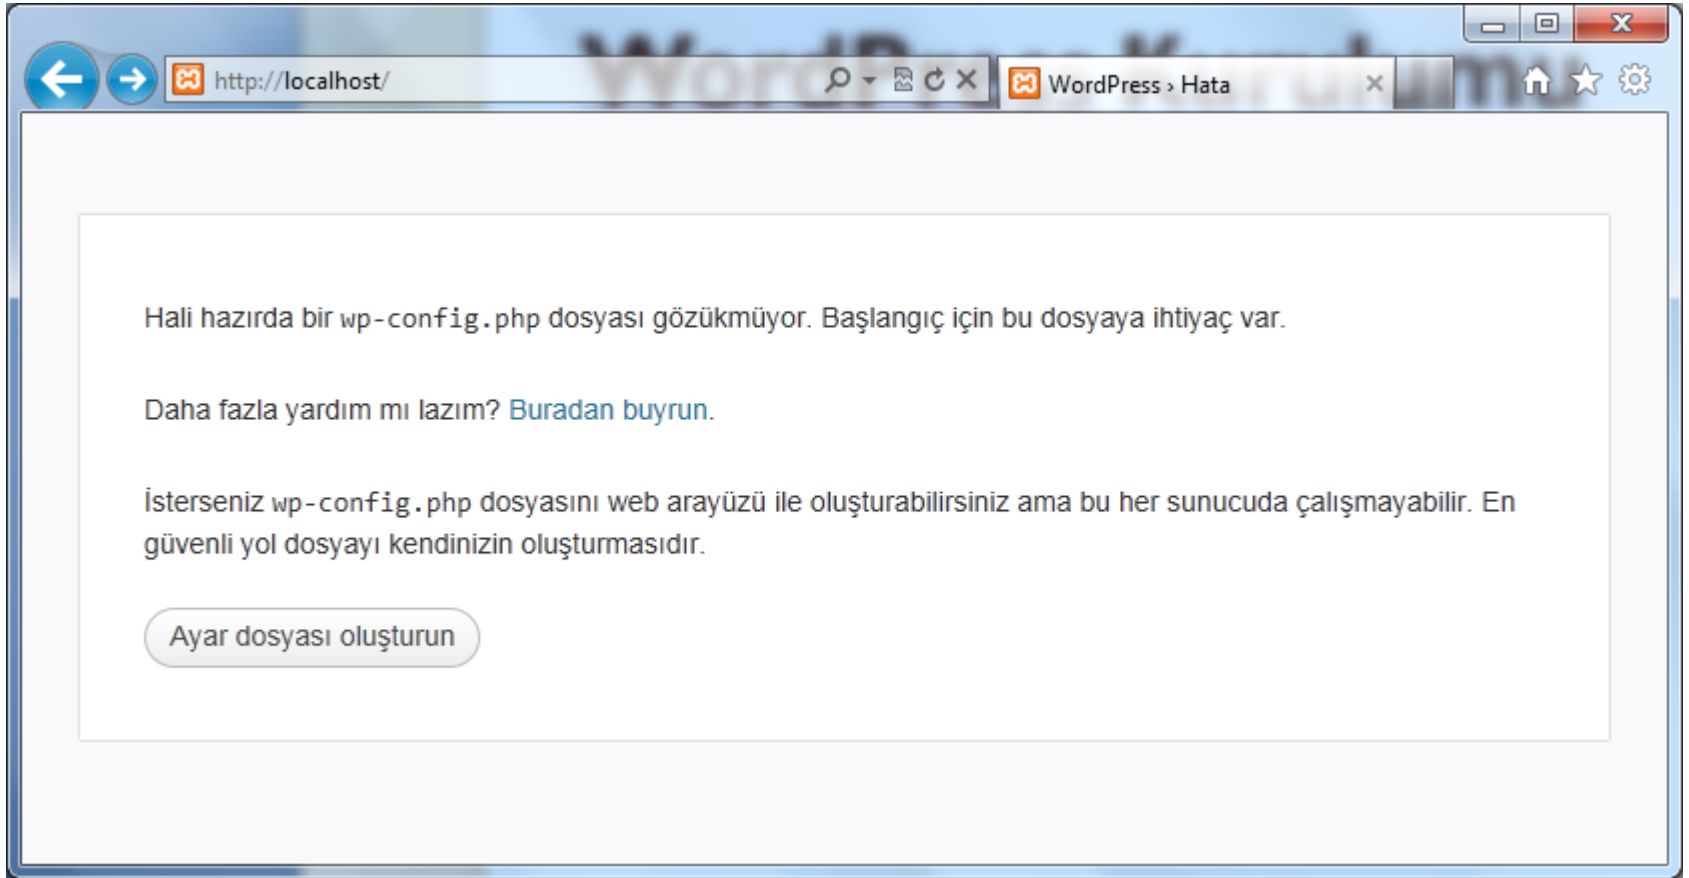 WordPress Kurulumu
http://localhost/
WordPress › Hata
Hali hazırda bir wp-config.php dosyası gözükmüyor. Başlangıç için bu dosyaya ihtiyaç var.
Daha fazla yardım mı lazım? Buradan buyrun.
İsterseniz wp-config.php dosyasını web arayüzü ile oluşturabilirsiniz ama bu her sunucuda çalışmayabilir. En
güvenli yol dosyayı kendinizin oluşturmasıdır.
Ayar dosyası oluşturun